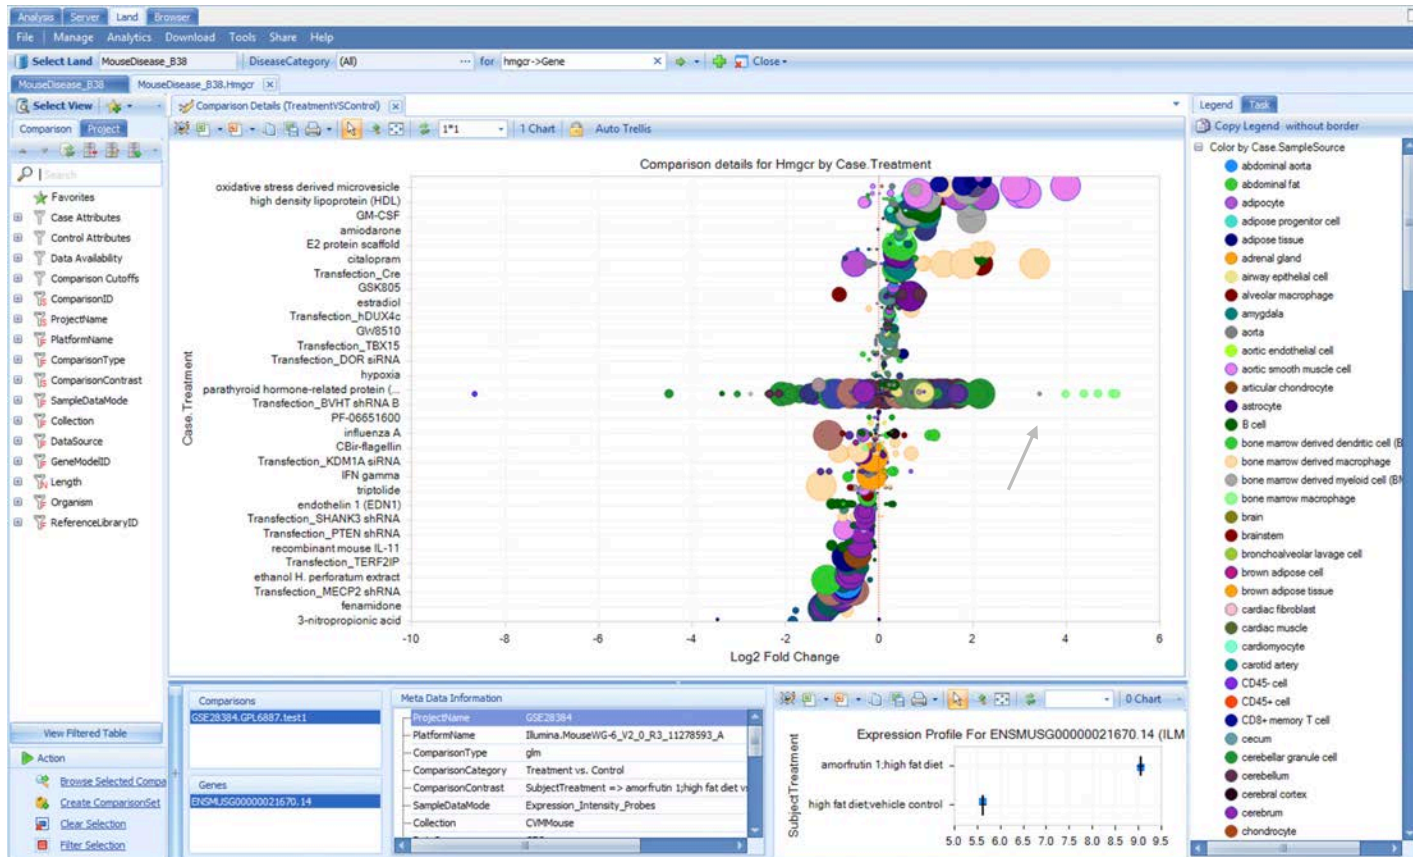 Analysis Server Land Browser
File Manage Analytics Download Tools Share Help
Select Land MouseDisease_B38 DiseaseCategory (All) ... for hmgcr->Gene Close
MouseDisease_B38 MouseDisease_B38.Hmgcr
Select View
Comparison Details (TreatmentVSControl)
Legend Task
Comparison Project
1*1 1 Chart Auto Trellis
Copy Legend without border
Search
Favorites
Case Attributes
Control Attributes
Data Availability
Comparison Cutoffs
ComparisonID
ProjectName
PlatformName
ComparisonType
ComparisonContrast
SampleDataMode
Collection
DataSource
GeneModelID
Length
Organism
ReferenceLibraryID
View Filtered Table
Action
Browse Selected Compa
Create ComparisonSet
Clear Selection
Filter Selection
Comparison details for Hmgcr by Case.Treatment
Case.Treatment
oxidative stress derived microvesicle
high density lipoprotein (HDL)
GM-CSF
amiodarone
E2 protein scaffold
citalopram
Transfection_Cre
GSK805
estradiol
Transfection_hDUX4c
GW8510
Transfection_TBX15
Transfection_DOR siRNA
hypoxia
parathyroid hormone-related protein (...
Transfection_BVHT shRNA B
PF-06651600
influenza A
CBir-flagellin
Transfection_KDM1A siRNA
IFN gamma
triptolide
endothelin 1 (EDN1)
Transfection_SHANK3 shRNA
Transfection_PTEN shRNA
recombinant mouse IL-11
Transfection_TERF2IP
ethanol H. perforatum extract
Transfection_MECP2 shRNA
fenamidone
3-nitropropionic acid
-10 -8 -6 -4 -2 0 2 4 6
Log2 Fold Change
Color by Case.SampleSource
abdominal aorta
abdominal fat
adipocyte
adipose progenitor cell
adipose tissue
adrenal gland
airway epithelial cell
alveolar macrophage
amygdala
aorta
aortic endothelial cell
aortic smooth muscle cell
articular chondrocyte
astrocyte
B cell
bone marrow derived dendritic cell (B
bone marrow derived macrophage
bone marrow derived myeloid cell (BM
bone marrow macrophage
brain
brainstem
bronchoalveolar lavage cell
brown adipose cell
brown adipose tissue
cardiac fibroblast
cardiac muscle
cardiomyocyte
carotid artery
CD45- cell
CD45+ cell
CD8+ memory T cell
cecum
cerebellar granule cell
cerebellum
cerebral cortex
cerebrum
chondrocyte
Comparisons
GSE28384.GPL6887.test1
Genes
ENSMUSG00000021670.14
Meta Data Information
ProjectName GSE28384
PlatformName Illumina.MouseWG-6_V2_0_R3_11278593_A
ComparisonType glm
ComparisonCategory Treatment vs. Control
ComparisonContrast SubjectTreatment => amorfrutin 1;high fat diet vs
SampleDataMode Expression_Intensity_Probes
Collection CVMMouse
0 Chart
Expression Profile For ENSMUSG00000021670.14 (ILM
SubjectTreatment
amorfrutin 1;high fat diet
high fat diet;vehicle control
5.0 5.5 6.0 6.5 7.0 7.5 8.0 8.5 9.0 9.5